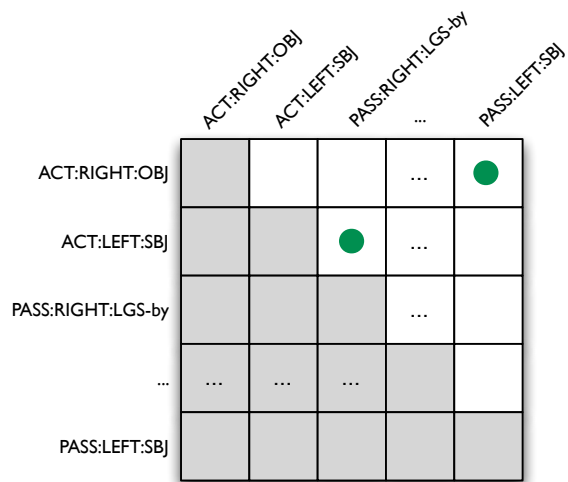 ACT:RIGHT:OBJ
ACT:LEFT:SBJ
PASS:RIGHT:LGS-by
...
PASS:LEFT:SBJ
ACT:RIGHT:OBJ ...
ACT:LEFT:SBJ ...
PASS:RIGHT:LGS-by ...
... ... ... ...
PASS:LEFT:SBJ